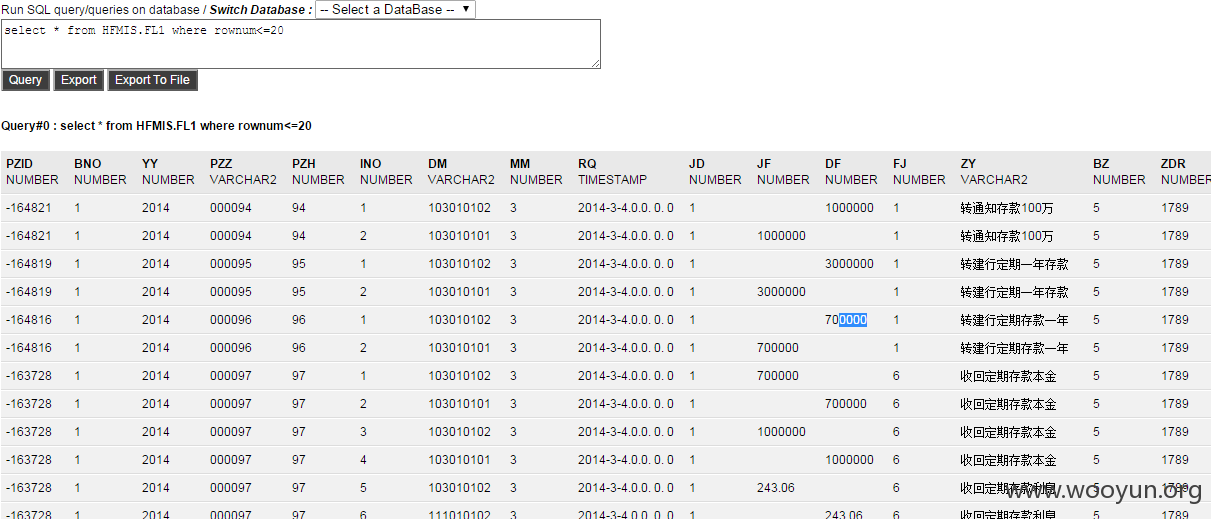 Run SQL query/queries on database / Switch Database : -- Select a DataBase --
select * from HFMIS.FL1 where rownum<=20
Query Export Export To File
Query#0 : select * from HFMIS.FL1 where rownum<=20
PZID BNO YY PZZ PZH INO DM MM RQ JD JF DF FJ ZY BZ ZDR
NUMBER NUMBER NUMBER VARCHAR2 NUMBER NUMBER VARCHAR2 NUMBER TIMESTAMP NUMBER NUMBER NUMBER NUMBER VARCHAR2 NUMBER NUMBER
-164821 1 2014 000094 94 1 103010102 3 2014-3-4.0.0. 0. 0 1 1000000 1 转通知存款100万 5 1789
-164821 1 2014 000094 94 2 103010101 3 2014-3-4.0.0. 0. 0 1 1000000 1 转通知存款100万 5 1789
-164819 1 2014 000095 95 1 103010102 3 2014-3-4.0.0. 0. 0 1 3000000 1 转建行定期一年存款 5 1789
-164819 1 2014 000095 95 2 103010101 3 2014-3-4.0.0. 0. 0 1 3000000 1 转建行定期一年存款 5 1789
-164816 1 2014 000096 96 1 103010102 3 2014-3-4.0.0. 0. 0 1 700000 1 转建行定期存款一年 5 1789
-164816 1 2014 000096 96 2 103010101 3 2014-3-4.0.0. 0. 0 1 700000 1 转建行定期存款一年 5 1789
-163728 1 2014 000097 97 1 103010102 3 2014-3-4.0.0. 0. 0 1 700000 6 收回定期存款本金 5 1789
-163728 1 2014 000097 97 2 103010101 3 2014-3-4.0.0. 0. 0 1 700000 6 收回定期存款本金 5 1789
-163728 1 2014 000097 97 3 103010102 3 2014-3-4.0.0. 0. 0 1 1000000 6 收回定期存款本金 5 1789
-163728 1 2014 000097 97 4 103010101 3 2014-3-4.0.0. 0. 0 1 1000000 6 收回定期存款本金 5 1789
-163728 1 2014 000097 97 5 103010102 3 2014-3-4.0.0. 0. 0 1 243.06 6 收回定期存款利息 5 1789
www.wooyun.org
-163728 1 2014 000097 97 6 111010102 3 2014-3-4.0.0. 0. 0 1 243.06 6 收回定期存款利息 5 1789